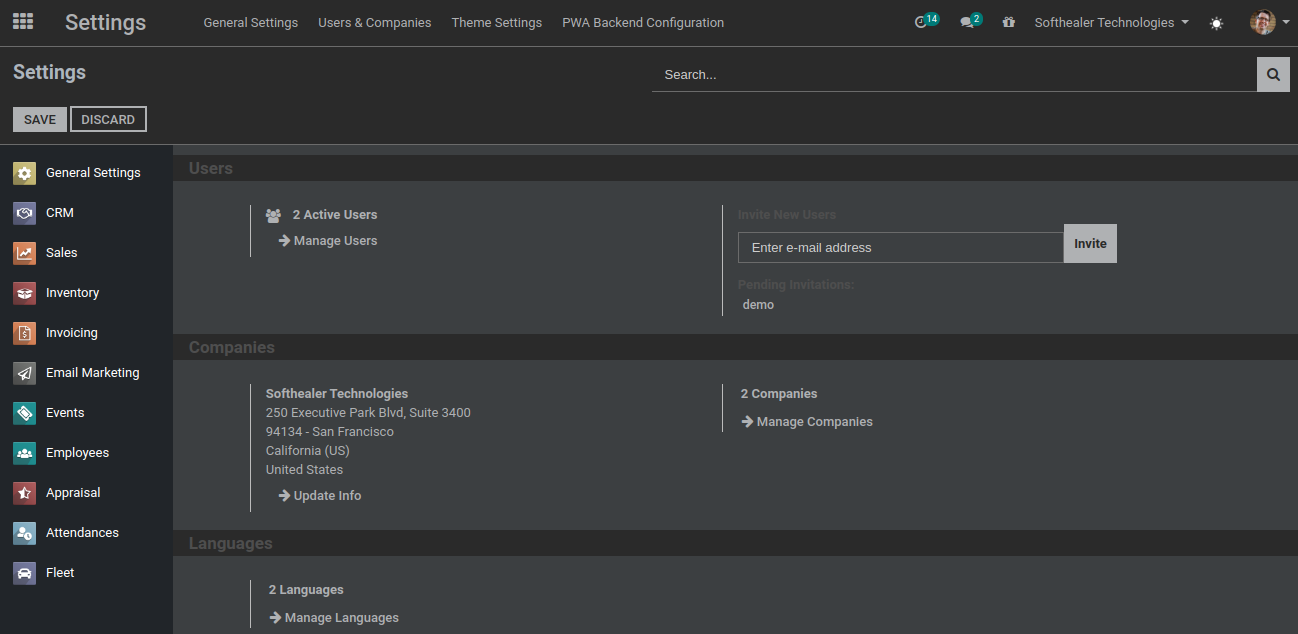 Settings
General Settings
Users & Companies
Theme Settings
PWA Backend Configuration
14
2
Softhealer Technologies
Settings
Search...
SAVE
DISCARD
General Settings
CRM
Sales
Inventory
Invoicing
Email Marketing
Events
Employees
Appraisal
Attendances
Fleet
Users
2 Active Users
Manage Users
Invite New Users
Enter e-mail address
Invite
Pending Invitations:
demo
Companies
Softhealer Technologies
250 Executive Park Blvd, Suite 3400
94134 - San Francisco
California (US)
United States
Update Info
2 Companies
Manage Companies
Languages
2 Languages
Manage Languages